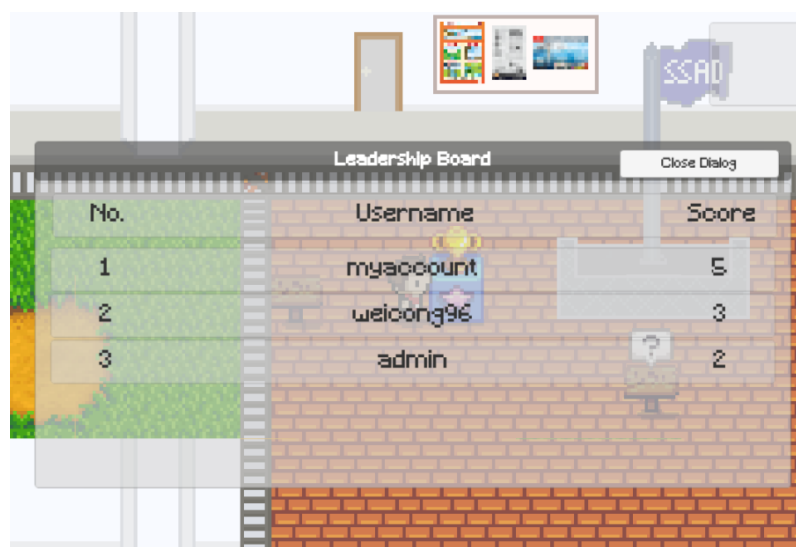 SSAD
Leadership Board
Close Dialog
No. Username Score
1 myaccount 5
2 weicong96 3
3 admin 2
?